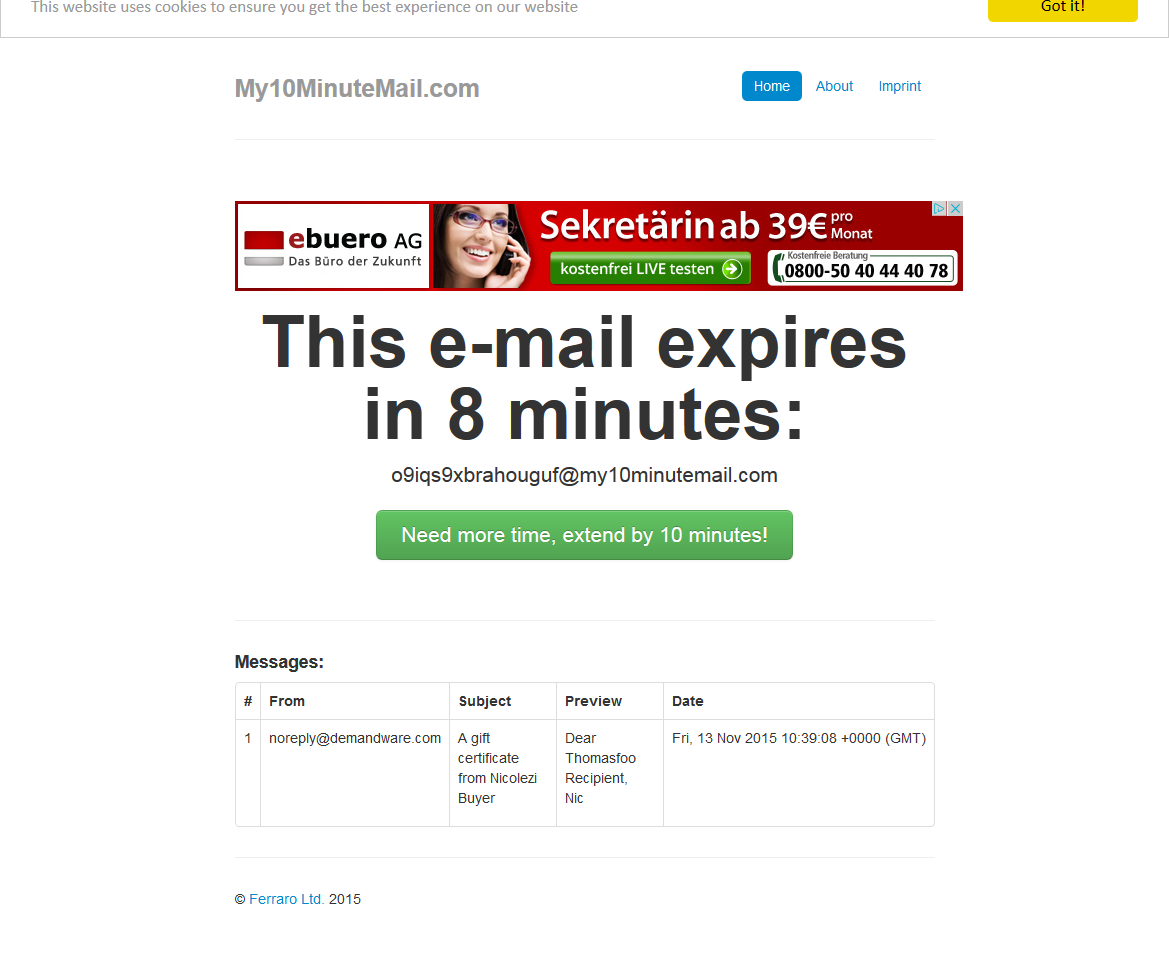 This website uses cookies to ensure you get the best experience on our website
Got it!
My10MinuteMail.com
Home About Imprint
ebuero AG
Das Büro der Zukunft
Sekretärin ab 39€ pro Monat
kostenfrei LIVE testen
Kostenfreie Beratung
0800-50 40 44 40 78
This e-mail expires
in 8 minutes:
o9iqs9xbrahouguf@my10minutemail.com
Need more time, extend by 10 minutes!
Messages:
# From Subject Preview Date
1 noreply@demandware.com A gift Dear Fri, 13 Nov 2015 10:39:08 +0000 (GMT)
certificate Thomasfoo
from Nicolezi Recipient,
Buyer Nic
© Ferraro Ltd. 2015